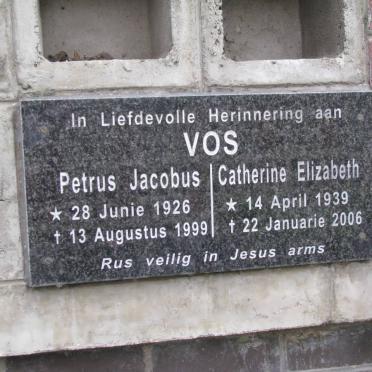 In Liefdevolle Herinnering aan
VOS
Petrus Jacobus
★ 28 Junie 1926
† 13 Augustus 1999
Catherine Elizabeth
★ 14 April 1939
† 22 Januarie 2006
Rus veilig in Jesus arms